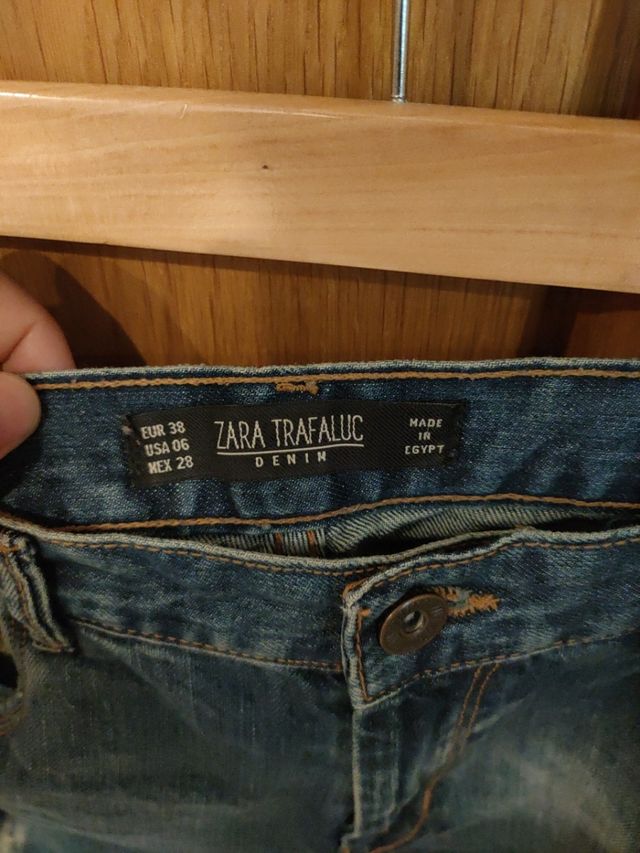 EUR 38
USA 06
MEX 28
ZARA TRAFALUC
DENIM
MADE
IN
EGYPT